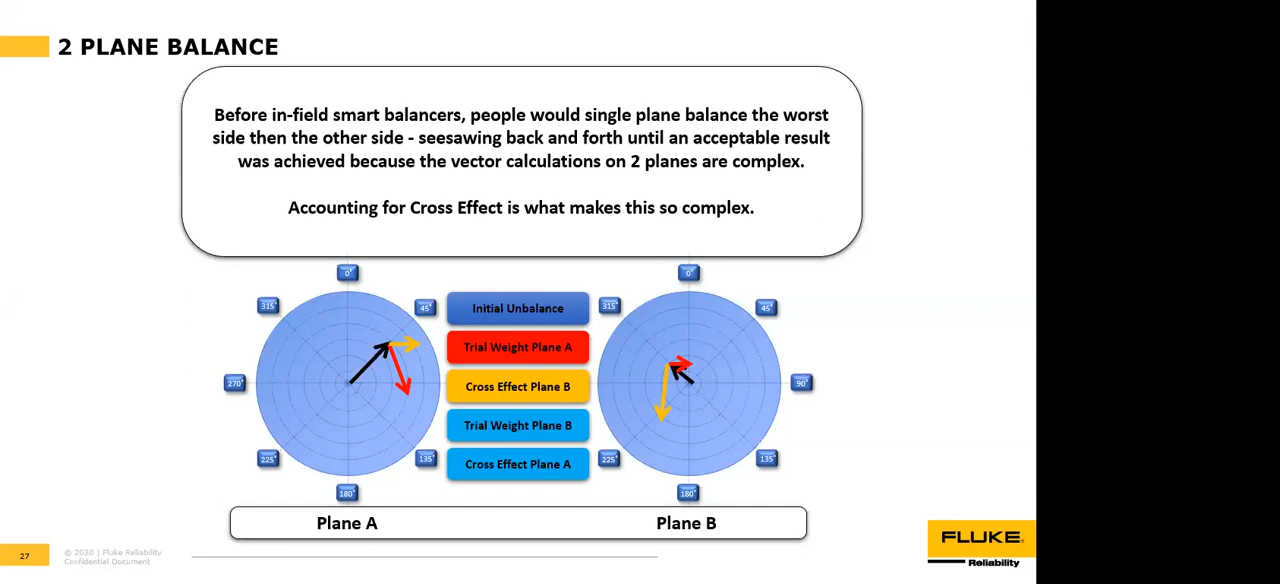 2 PLANE BALANCE
Before in-field smart balancers, people would single plane balance the worst
side then the other side - seesawing back and forth until an acceptable result
was achieved because the vector calculations on 2 planes are complex.
Accounting for Cross Effect is what makes this so complex.
0°
0°
315°
45°
Initial Unbalance
315°
45°
Trial Weight Plane A
270°
Cross Effect Plane B
90°
Trial Weight Plane B
225°
135°
Cross Effect Plane A
225°
135°
180°
180°
Plane A
Plane B
27
© 2020 | Fluke Reliability
Confidential Document
FLUKE®
Reliability